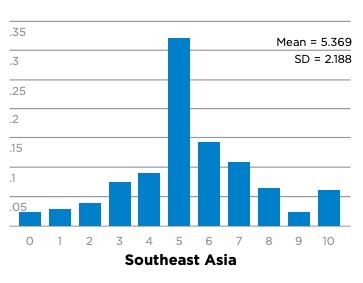 .35
Mean = 5.369
.3
SD = 2.188
.25
.2
.15
.1
.05
0 1 2 3 4 5 6 7 8 9 10
Southeast Asia